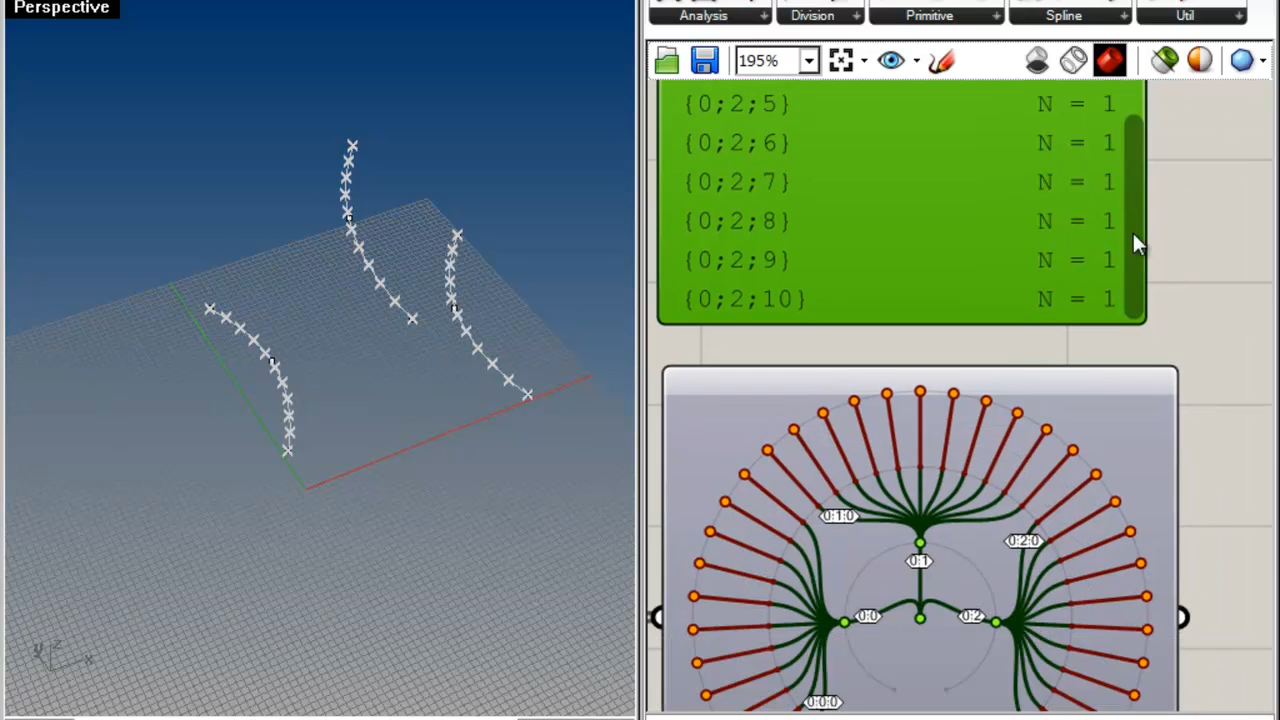 Perspective
Analysis
Division
Primitive
Spline
Util
195%
{0;2;5} N = 1
{0;2;6} N = 1
{0;2;7} N = 1
{0;2;8} N = 1
{0;2;9} N = 1
{0;2;10} N = 1
0:1:0
0:2:0
0:1
0:0
0:2
0:0:0
y z x